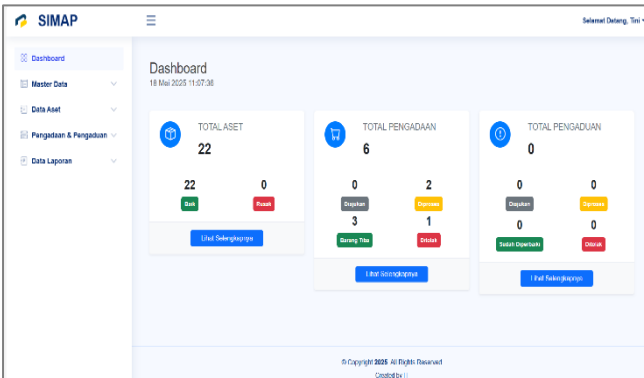 SIMAP
Selamat Datang, Tini
Dashboard
Master Data
Data Aset
Pengadaan & Pengaduan
Data Laporan
Dashboard
18 Mei 2025 11:07:36
TOTAL ASET
22
22 0
Baik Rusak
Lihat Selengkapnya
TOTAL PENGADAAN
6
0 2
Diajukan Diproses
3 1
Barang Tiba Ditolak
Lihat Selengkapnya
TOTAL PENGADUAN
0
0 0
Diajukan Diproses
0 0
Sudah Diperbaiki Ditolak
Lihat Selengkapnya
© Copyright 2025 All Rights Reserved
Created by